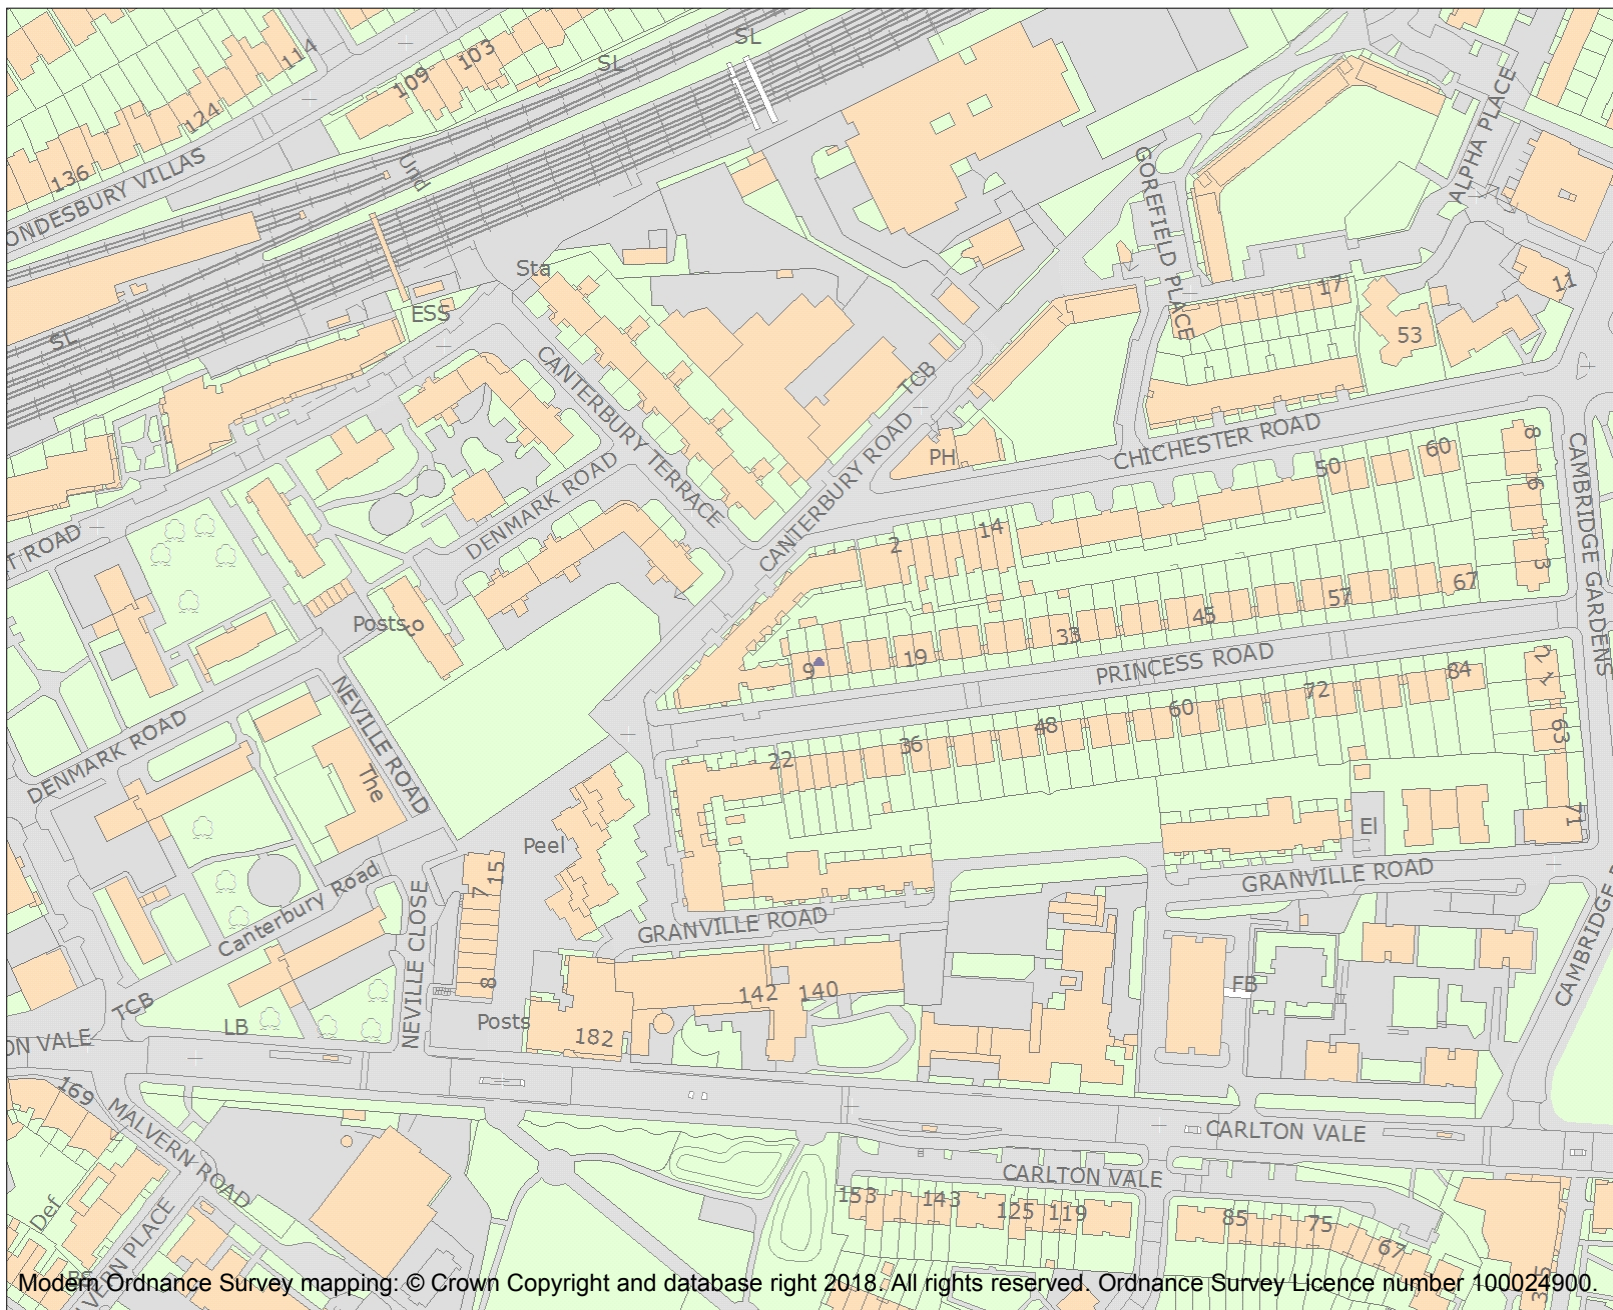 SL
SL
114
103
109
124
136
ONDESBURY VILLAS
Und
ALPHA PLACE
GOREFIELD PLACE
Sta
17
11
ESS
SL
53
CANTERBURY TERRACE
TCB
CANTERBURY ROAD
PH
CHICHESTER ROAD
50
60
8
6
3
CAMBRIDGE GARDENS
DENMARK ROAD
T ROAD
2
14
Posts
to
9
19
33
45
57
67
PRINCESS ROAD
NEVILLE ROAD
DENMARK ROAD
The
22
36
48
60
72
84
2
1
63
71
Peel
15
7
El
GRANVILLE ROAD
GRANVILLE ROAD
Canterbury Road
NEVILLE CLOSE
8
CAMBRIDGE
TCB
LB
ON VALE
Posts
182
142
140
FB
169
MALVERN ROAD
CARLTON VALE
CARLTON VALE
153
143
125
119
85
75
67
Def
VERN PLACE
Modern Ordnance Survey mapping: © Crown Copyright and database right 2018. All rights reserved. Ordnance Survey Licence number 100024900.